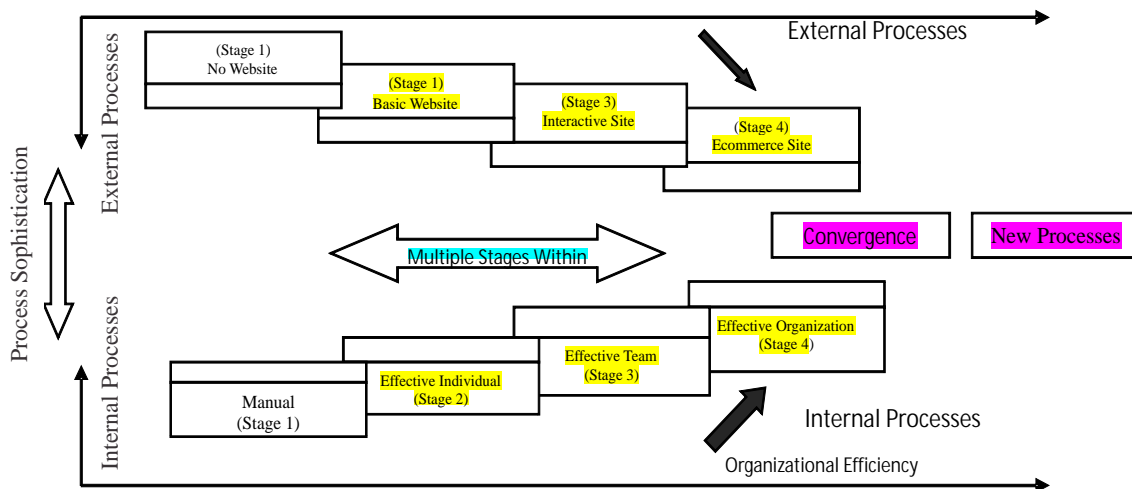 External Processes
(Stage 1)
No Website
(Stage 1)
Basic Website
(Stage 3)
Interactive Site
(Stage 4)
Ecommerce Site
External Processes
Process Sophistication
Internal Processes
Multiple Stages Within
Convergence
New Processes
Effective Organization
(Stage 4)
Effective Team
(Stage 3)
Effective Individual
(Stage 2)
Manual
(Stage 1)
Internal Processes
Organizational Efficiency